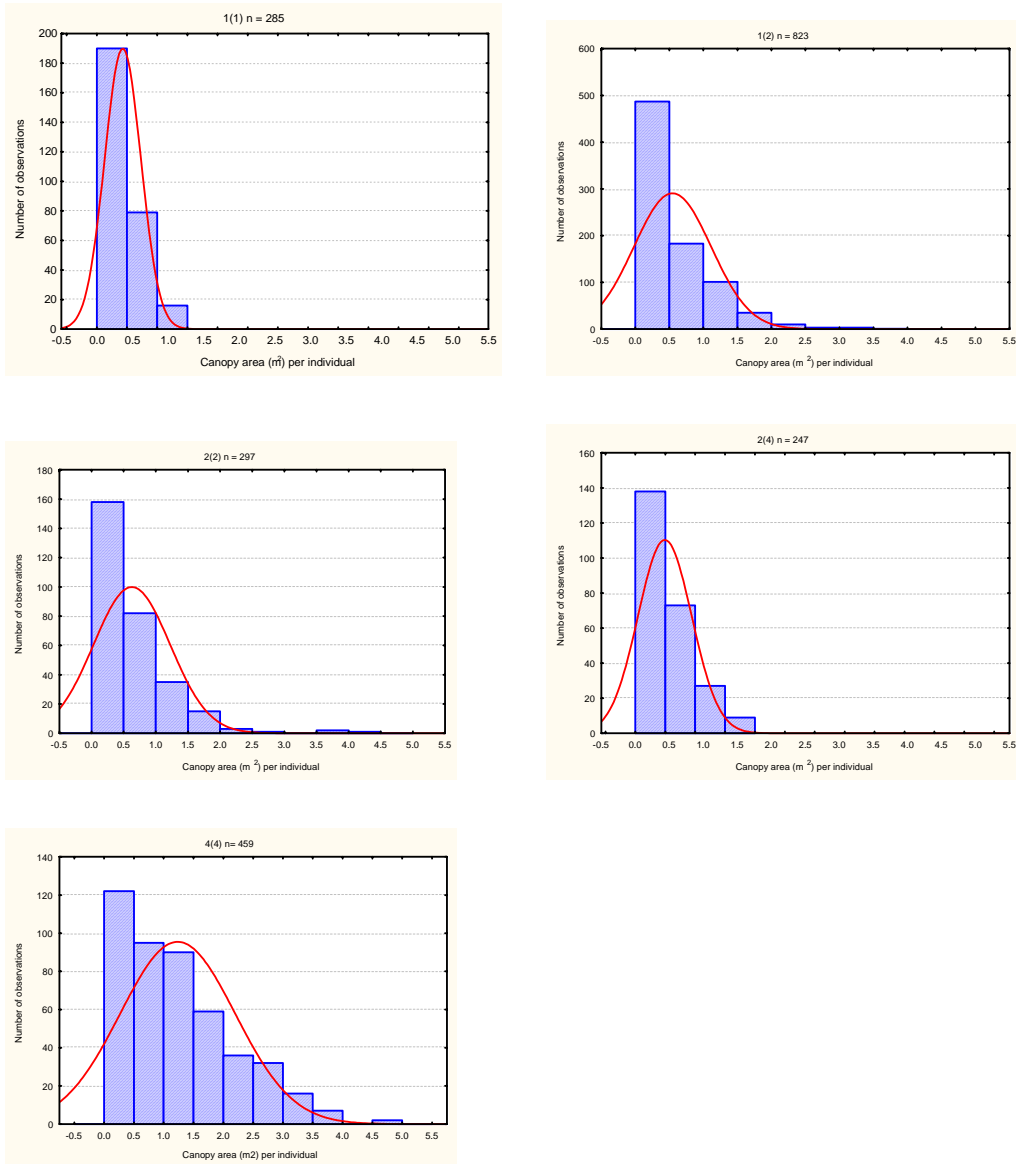 1(1) n = 285
200
180
160
140
120
100
80
60
40
20
0
Number of observations
-0.5 0.0 0.5 1.0 1.5 2.0 2.5 3.0 3.5 4.0 4.5 5.0 5.5
Canopy area (m²) per individual
1(2) n = 823
600
500
400
300
200
100
0
Number of observations
-0.5 0.0 0.5 1.0 1.5 2.0 2.5 3.0 3.5 4.0 4.5 5.0 5.5
Canopy area (m ²) per individual
2(2) n = 297
180
160
140
120
100
80
60
40
20
0
Number of observations
-0.5 0.0 0.5 1.0 1.5 2.0 2.5 3.0 3.5 4.0 4.5 5.0 5.5
Canopy area (m ²) per individual
2(4) n = 247
160
140
120
100
80
60
40
20
0
Number of observations
-0.5 0.0 0.5 1.0 1.5 2.0 2.5 3.0 3.5 4.0 4.5 5.0 5.5
Canopy area (m ²) per individual
4(4) n= 459
140
120
100
80
60
40
20
0
Number of observations
-0.5 0.0 0.5 1.0 1.5 2.0 2.5 3.0 3.5 4.0 4.5 5.0 5.5
Canopy area (m2) per individual